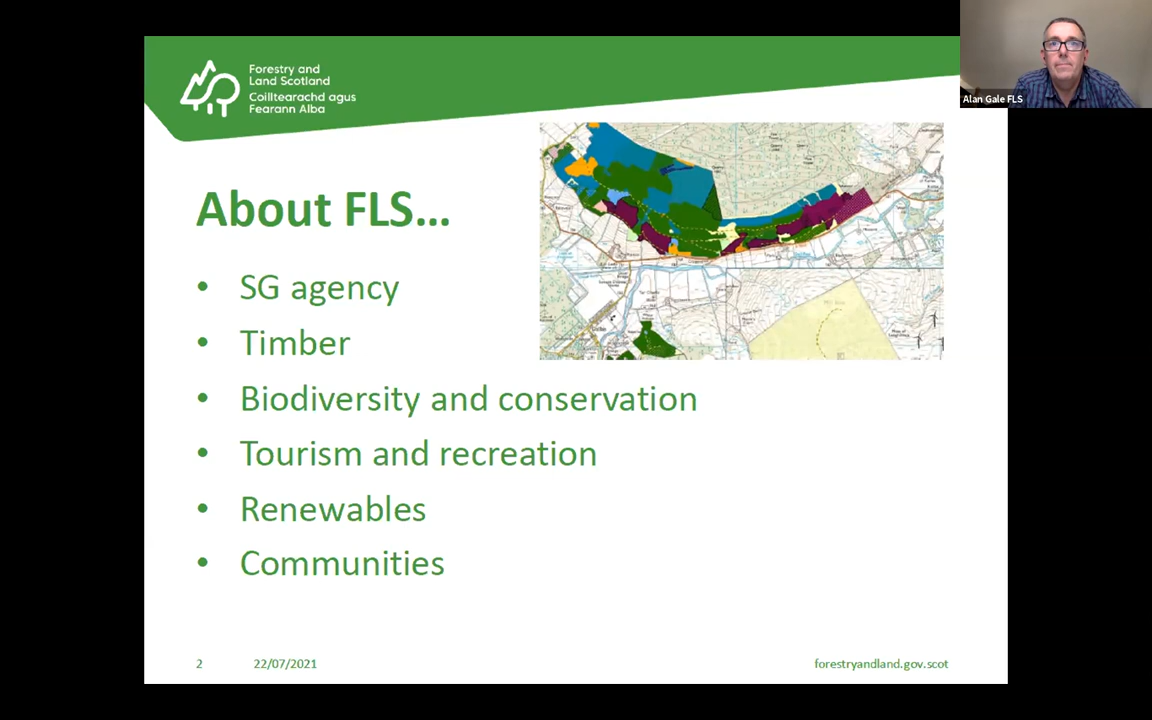 Forestry and
Land Scotland
Coilltearachd agus
Fearann Alba
Alan Gale FLS
About FLS...
• SG agency
• Timber
• Biodiversity and conservation
• Tourism and recreation
• Renewables
• Communities
2
22/07/2021
forestryandland.gov.scot